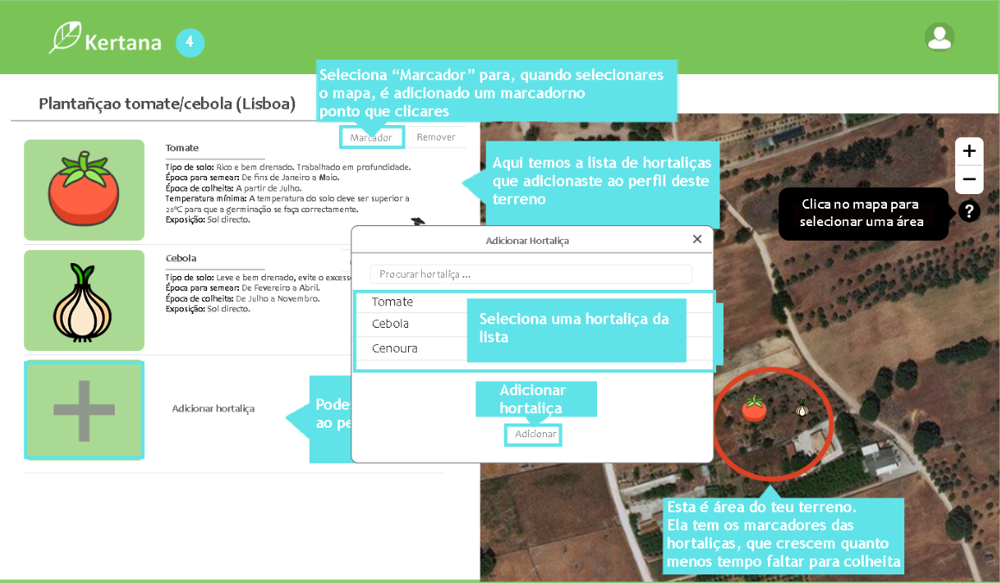 Kertana
4
Seleciona “Marcador” para, quando selecionares
o mapa, é adicionado um marcadorno
ponto que clicares
Plantañçao tomate/cebola (Lisboa)
Marcador
Remover
Tomate
Tipo de solo: Rico e bem drenado. Trabalhado em profundidade.
Época para semear: De fins de Janeiro a Maio.
Época de colheita: A partir de Julho.
Temperatura mínima: A temperatura do solo deve ser superior a
20ºC para que a germinação se faça correctamente.
Exposição: Sol directo.
Aqui temos a lista de hortaliças
que adicionaste ao perfil deste
terreno
+
−
Clica no mapa para
selecionar uma área
?
Cebola
Tipo de solo: Leve e bem drenado, evite o
Época para semear: De Fevereiro a Abril.
Época de colheita: De Julho a Novembro.
Exposição: Sol directo.
Adicionar Hortaliça
Procurar hortaliça ...
Tomate
Cebola
Cenoura
Seleciona uma hortaliça da
lista
Adicionar
hortaliça
Adicionar
Adicionar hortaliça
Pode
ao pe
Esta é área do teu terreno.
Ela tem os marcadores das
hortaliças, que crescem quanto
menos tempo faltar para colheita